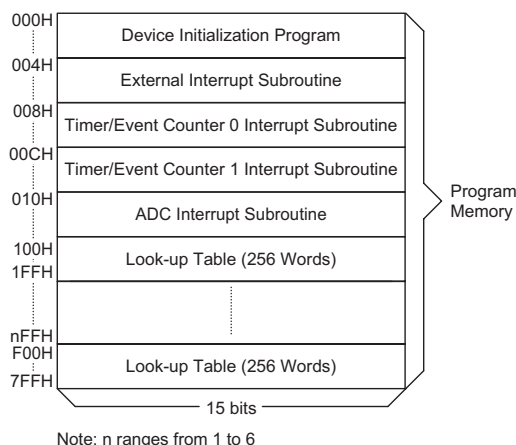 000H
Device Initialization Program
004H
External Interrupt Subroutine
008H
Timer/Event Counter 0 Interrupt Subroutine
00CH
Timer/Event Counter 1 Interrupt Subroutine
010H
ADC Interrupt Subroutine
Program
Memory
100H
Look-up Table (256 Words)
1FFH
nFFH
F00H
Look-up Table (256 Words)
7FFH
15 bits
Note: n ranges from 1 to 6